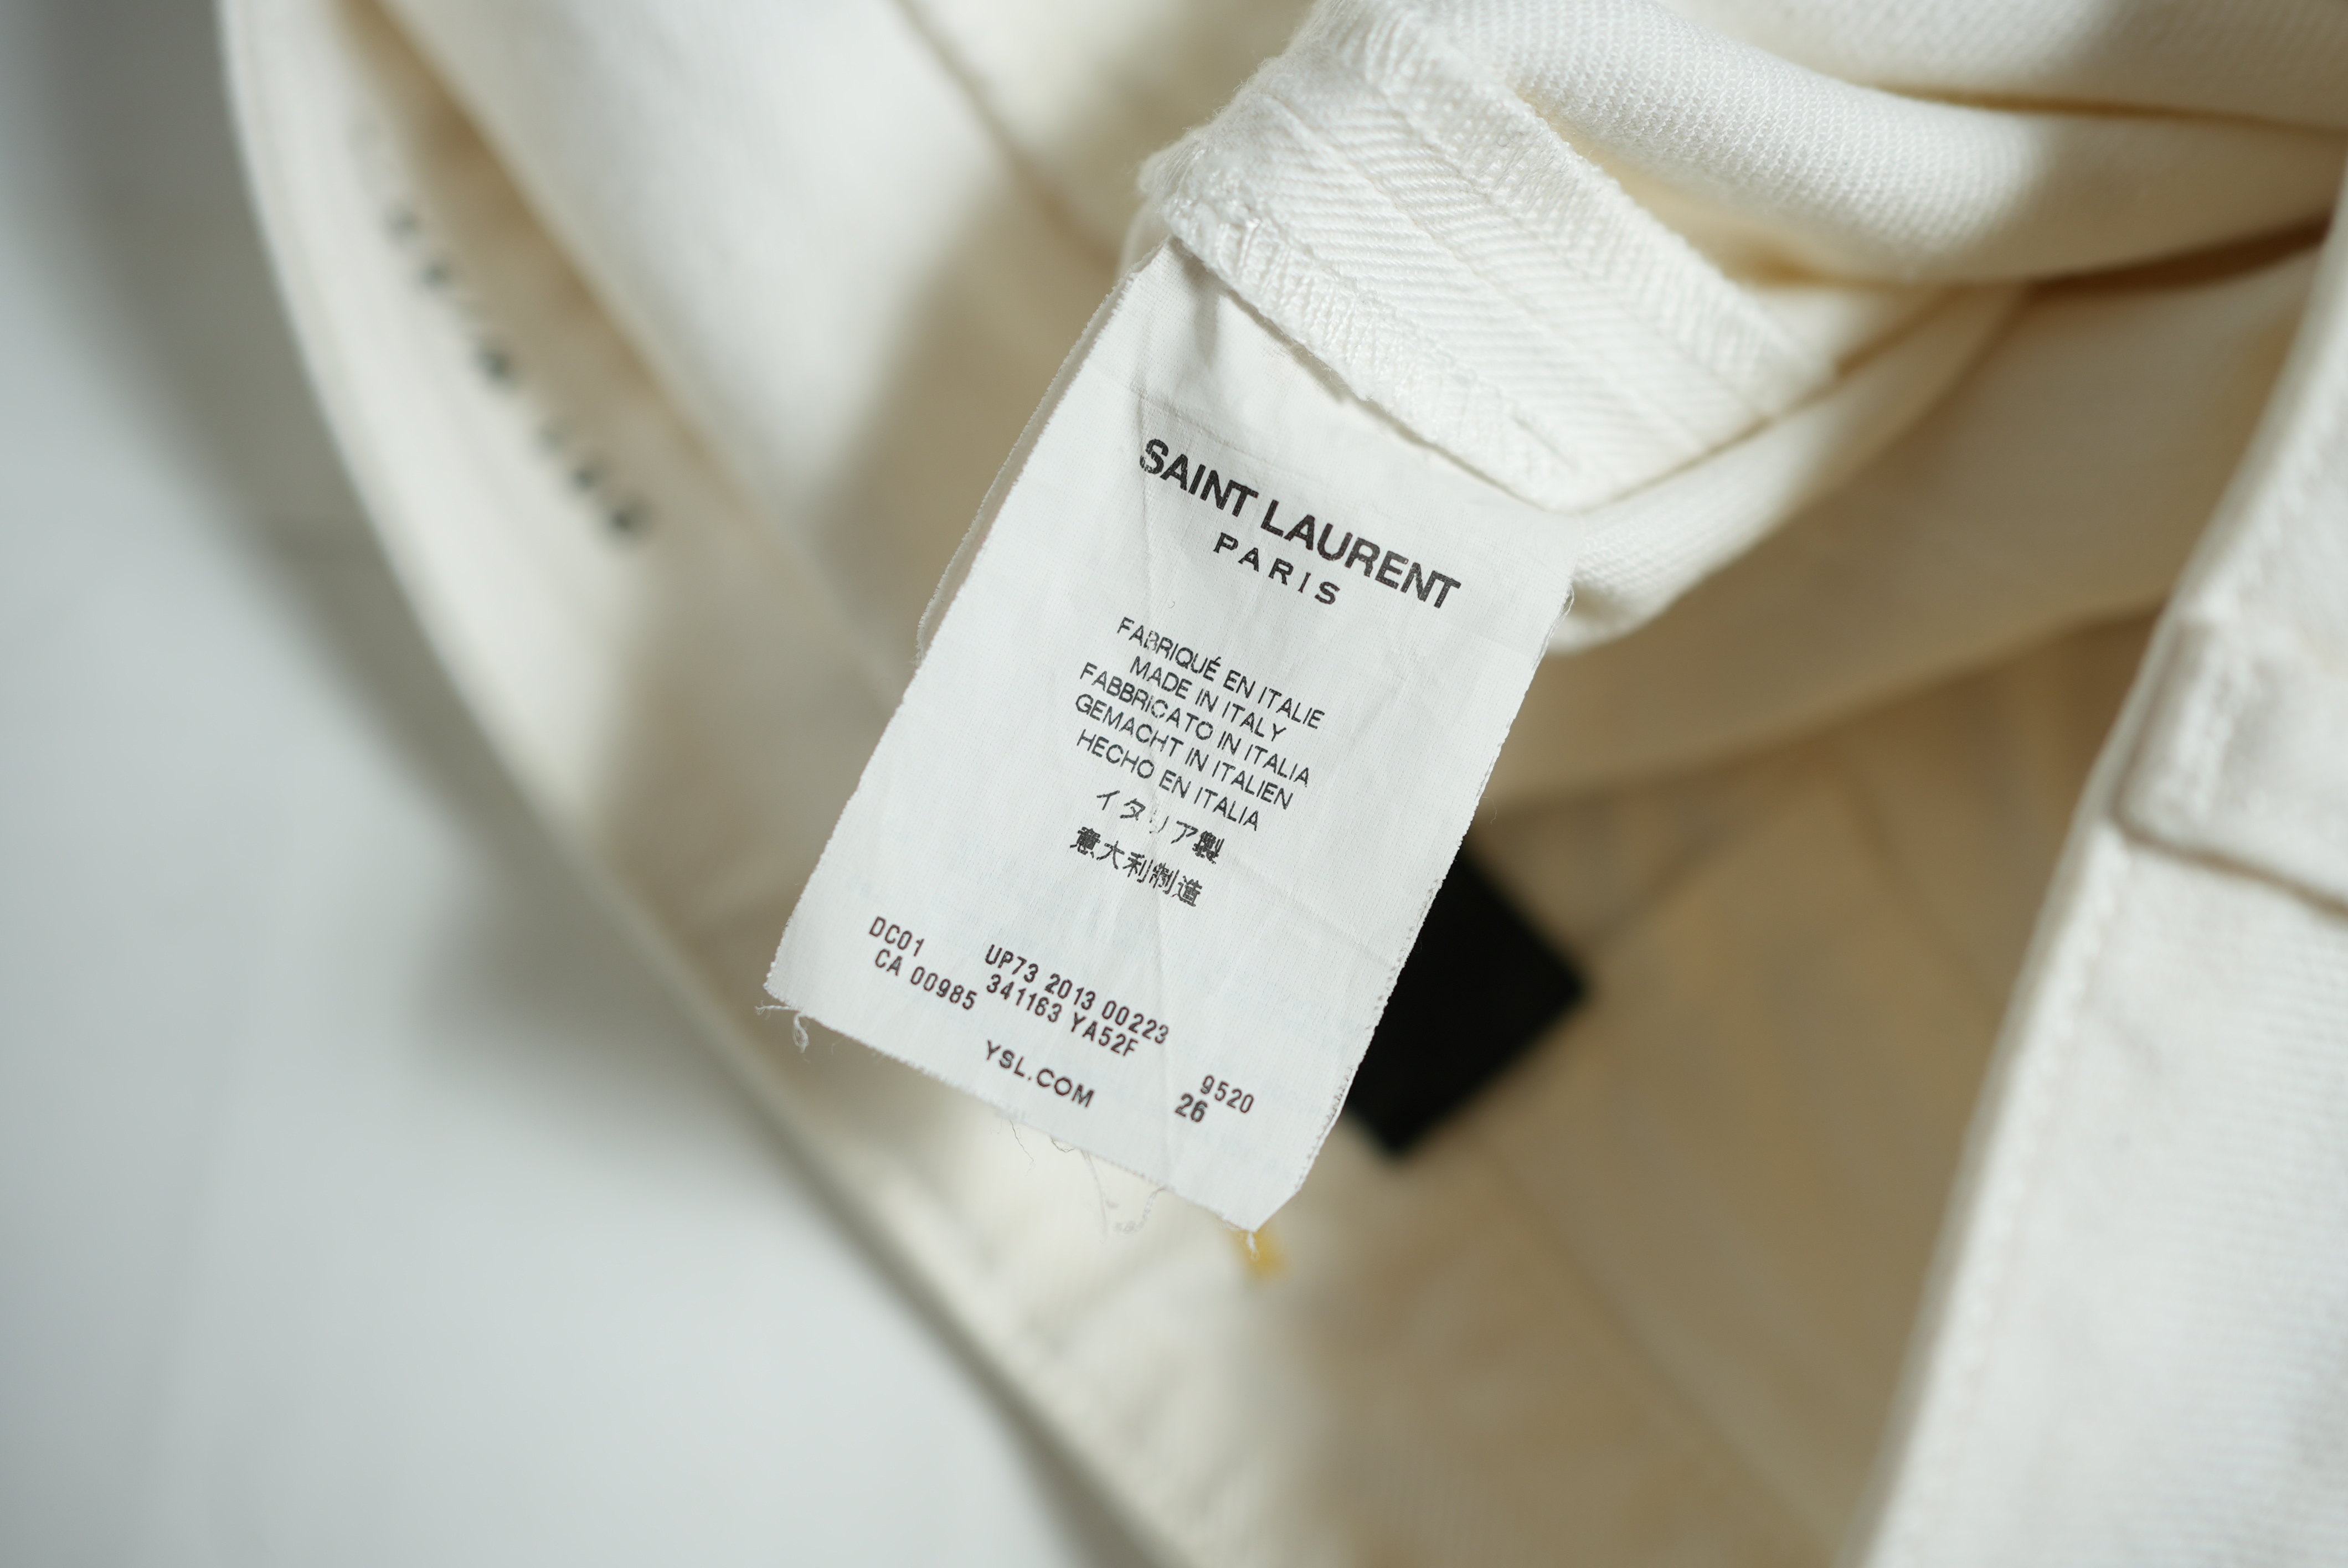 SAINT LAURENT
PARIS
FABRIQUÉ EN ITALIE
MADE IN ITALY
FABBRICATO IN ITALIA
GEMACHT IN ITALIEN
HECHO EN ITALIA
イタリア製
意大利制造
DC01 UP73 2013 00223
CA 00985 341163 YA52F
9520
YSL.COM 26